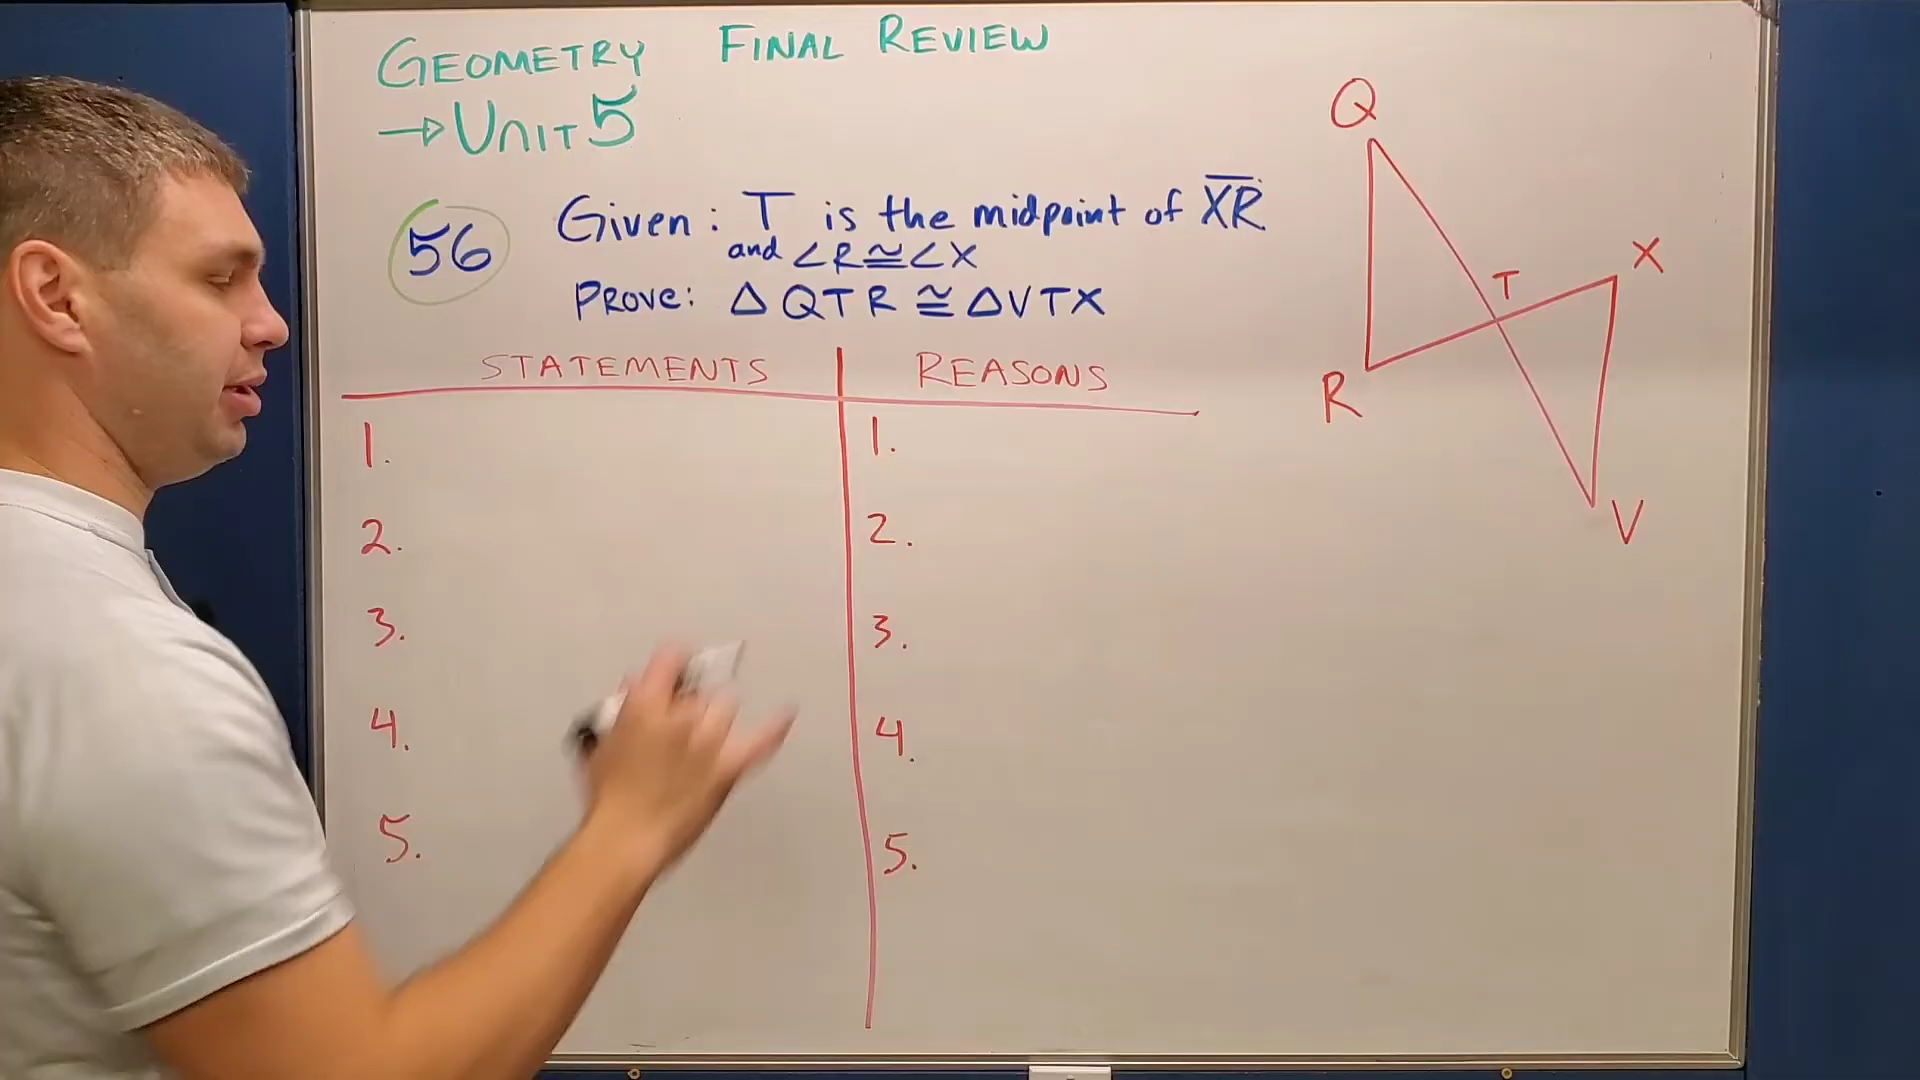 GEOMETRY FINAL REVIEW
→ UNIT 5
56 Given: T is the midpoint of XR
and ∠R ≅ ∠X
PROVE: △QTR ≅ △VTX
STATEMENTS REASONS
1. 1.
2. 2.
3. 3.
4. 4.
5. 5.
Q
T X
R
V